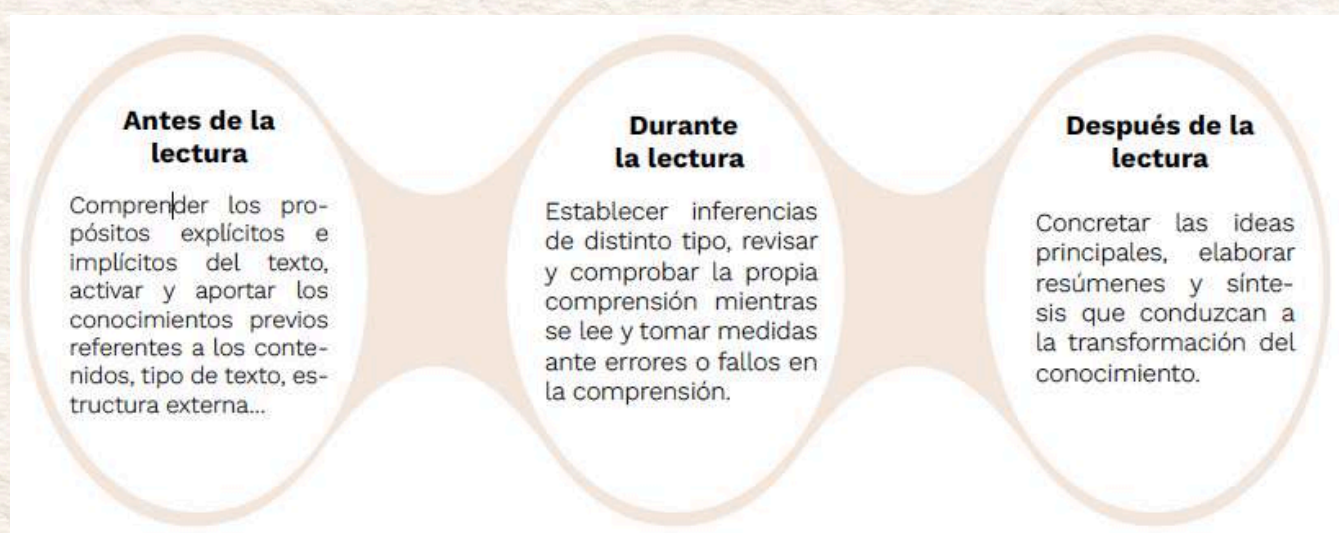 Antes de la
lectura
Comprender los pro-
pósitos explícitos e
implícitos del texto,
activar y aportar los
conocimientos previos
referentes a los conte-
nidos, tipo de texto, es-
tructura externa...
Durante
la lectura
Establecer inferencias
de distinto tipo, revisar
y comprobar la propia
comprensión mientras
se lee y tomar medidas
ante errores o fallos en
la comprensión.
Después de la
lectura
Concretar las ideas
principales, elaborar
resúmenes y sínte-
sis que conduzcan a
la transformación del
conocimiento.